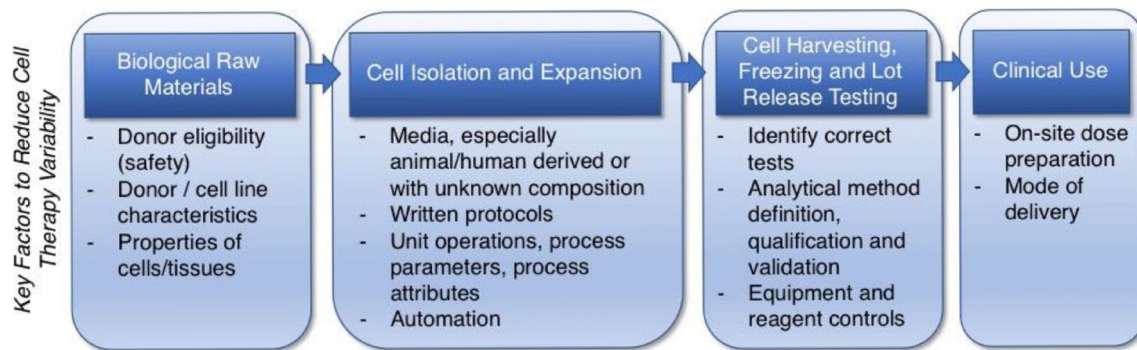 Key Factors to Reduce Cell
Therapy Variability
Biological Raw
Materials
- Donor eligibility
(safety)
- Donor / cell line
characteristics
- Properties of
cells/tissues
Cell Isolation and Expansion
- Media, especially
animal/human derived or
with unknown composition
- Written protocols
- Unit operations, process
parameters, process
attributes
- Automation
Cell Harvesting,
Freezing and Lot
Release Testing
- Identify correct
tests
- Analytical method
definition,
qualification and
validation
- Equipment and
reagent controls
Clinical Use
- On-site dose
preparation
- Mode of
delivery